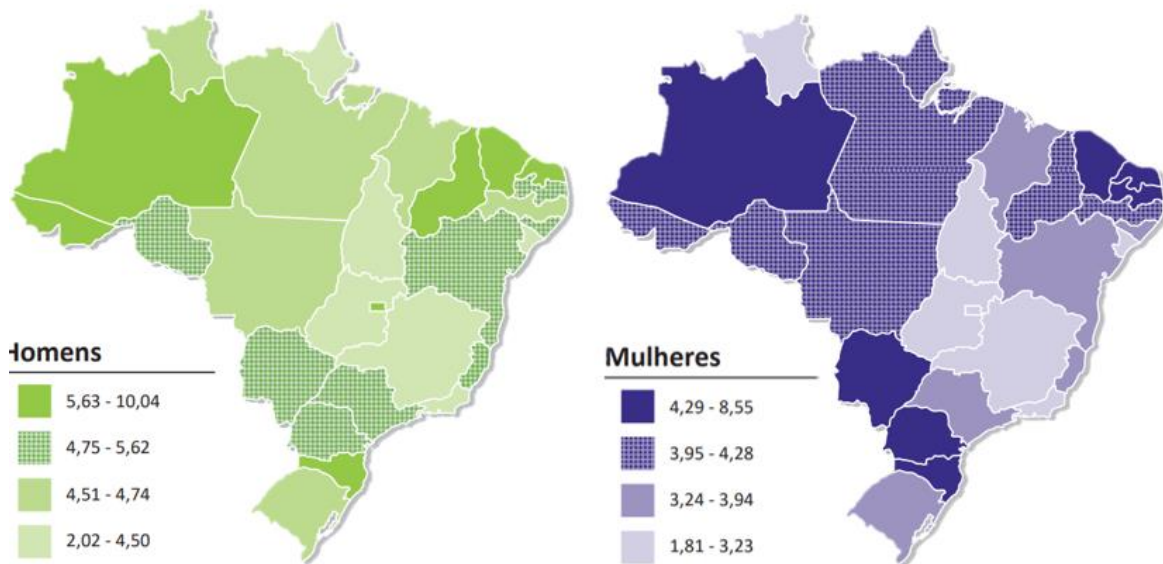 Homens
5,63 - 10,04
4,75 - 5,62
4,51 - 4,74
2,02 - 4,50
Mulheres
4,29 - 8,55
3,95 - 4,28
3,24 - 3,94
1,81 - 3,23